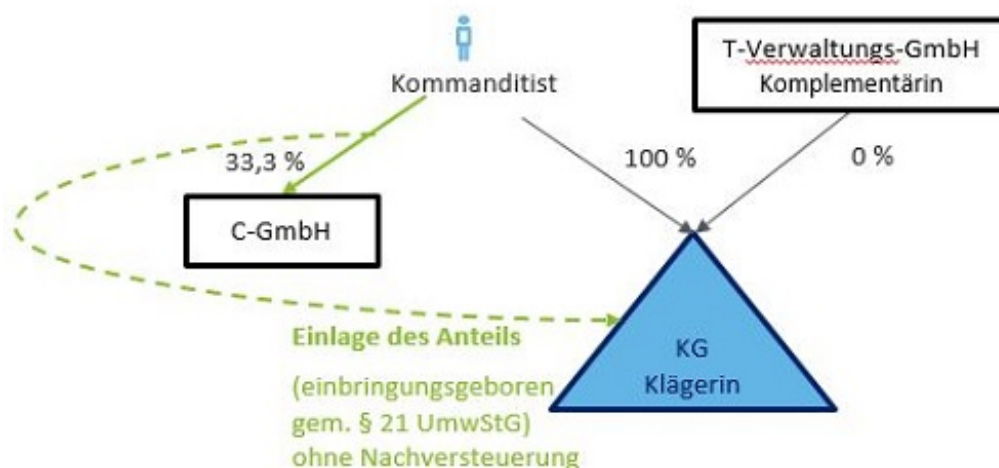 Kommanditist
T-Verwaltungs-GmbH
Komplementärin
33,3 %
100 %
0 %
C-GmbH
Einlage des Anteils
(einbringungsgeboren
gem. § 21 UmwStG)
ohne Nachversteuerung
KG
Klägerin